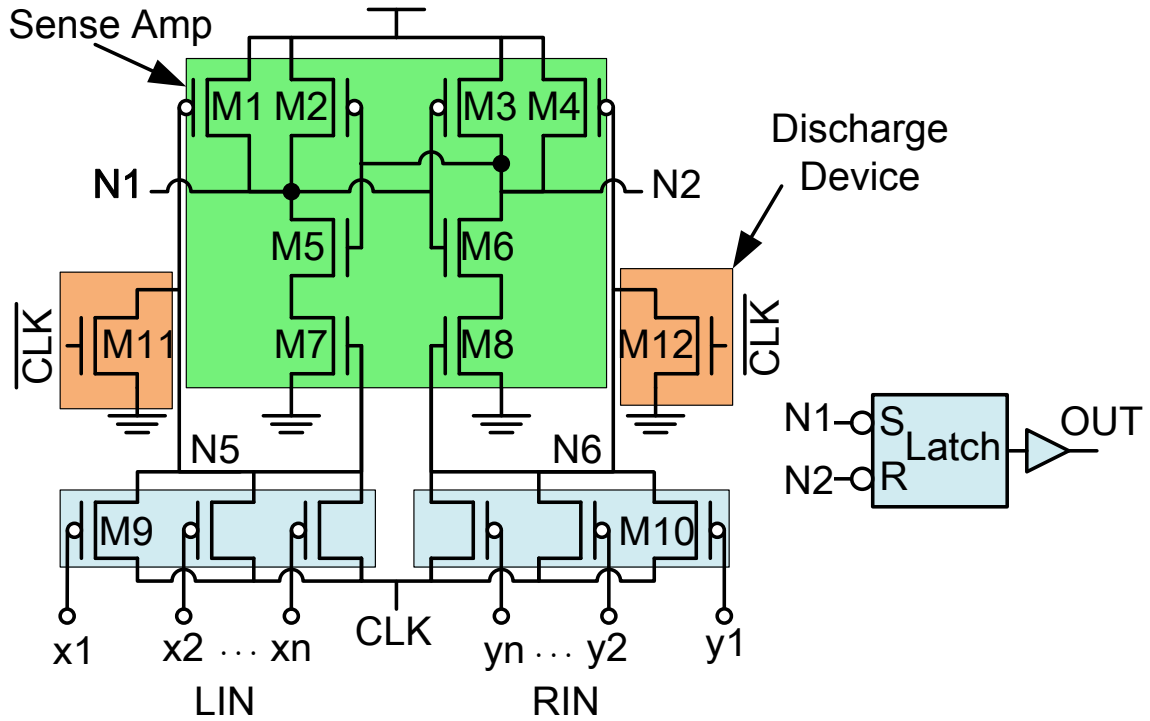 Sense Amp
M1
M2
M3
M4
Discharge
Device
N1
N2
M5
M6
CLK
M11
M7
M8
M12
CLK
N5
N6
N1
S
Latch
OUT
N2
R
M9
M10
x1
x2 ... xn
CLK
yn ... y2
y1
LIN
RIN